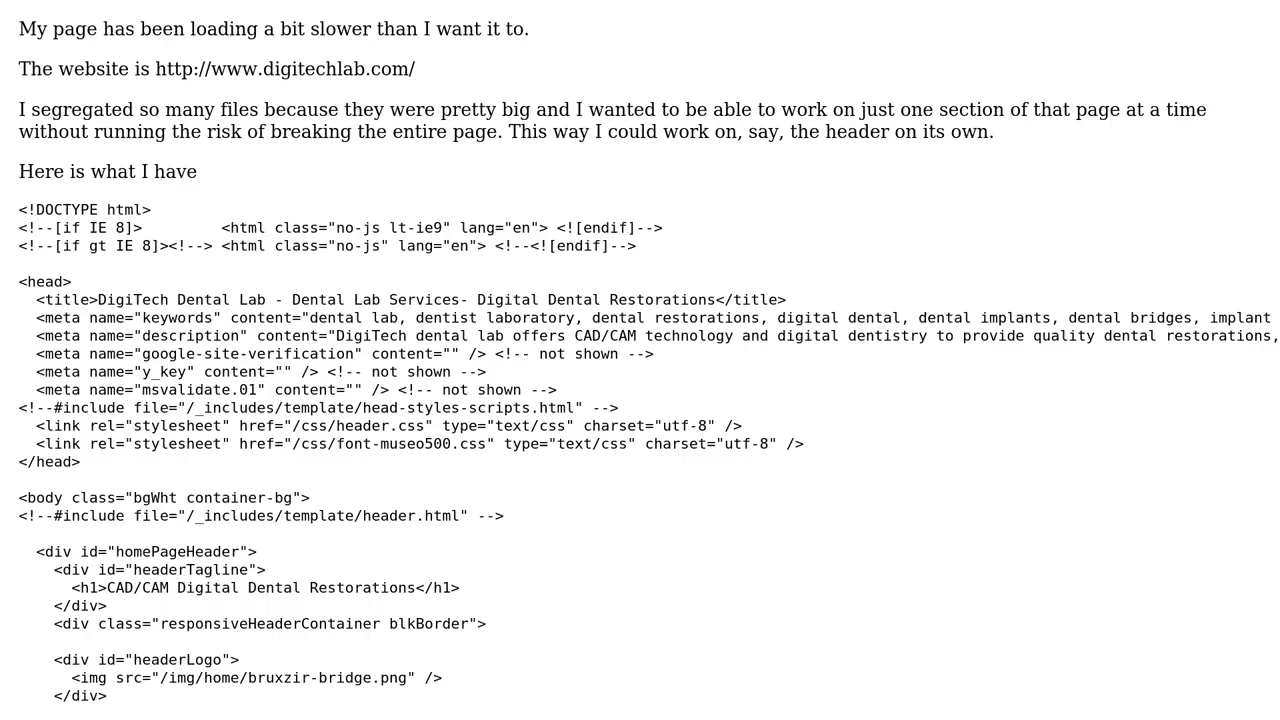 My page has been loading a bit slower than I want it to.
The website is http://www.digitechlab.com/
I segregated so many files because they were pretty big and I wanted to be able to work on just one section of that page at a time
without running the risk of breaking the entire page. This way I could work on, say, the header on its own.
Here is what I have
<!DOCTYPE html>
<!--[if IE 8]>         <html class="no-js lt-ie9" lang="en"> <![endif]-->
<!--[if gt IE 8]><!--> <html class="no-js" lang="en"> <!--<![endif]-->
<head>
  <title>DigiTech Dental Lab - Dental Lab Services- Digital Dental Restorations</title>
  <meta name="keywords" content="dental lab, dentist laboratory, dental restorations, digital dental, dental implants, dental bridges, implant
  <meta name="description" content="DigiTech dental lab offers CAD/CAM technology and digital dentistry to provide quality dental restorations,
  <meta name="google-site-verification" content="" /> <!-- not shown -->
  <meta name="y_key" content="" /> <!-- not shown -->
  <meta name="msvalidate.01" content="" /> <!-- not shown -->
<!--#include file="/_includes/template/head-styles-scripts.html" -->
  <link rel="stylesheet" href="/css/header.css" type="text/css" charset="utf-8" />
  <link rel="stylesheet" href="/css/font-museo500.css" type="text/css" charset="utf-8" />
</head>
<body class="bgWht container-bg">
<!--#include file="/_includes/template/header.html" -->
  <div id="homePageHeader">
    <div id="headerTagline">
      <h1>CAD/CAM Digital Dental Restorations</h1>
    </div>
    <div class="responsiveHeaderContainer blkBorder">
    <div id="headerLogo">
      <img src="/img/home/bruxzir-bridge.png" />
    </div>